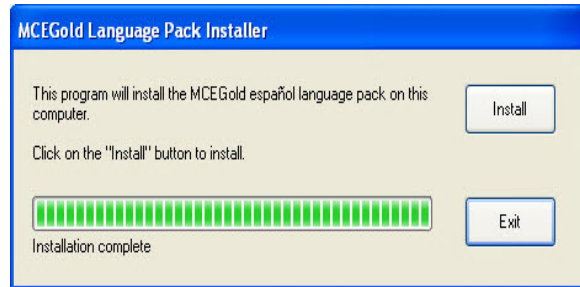 MCEGold Language Pack Installer
This program will install the MCEGold español language pack on this
computer.
Install
Click on the "Install" button to install.
Exit
Installation complete